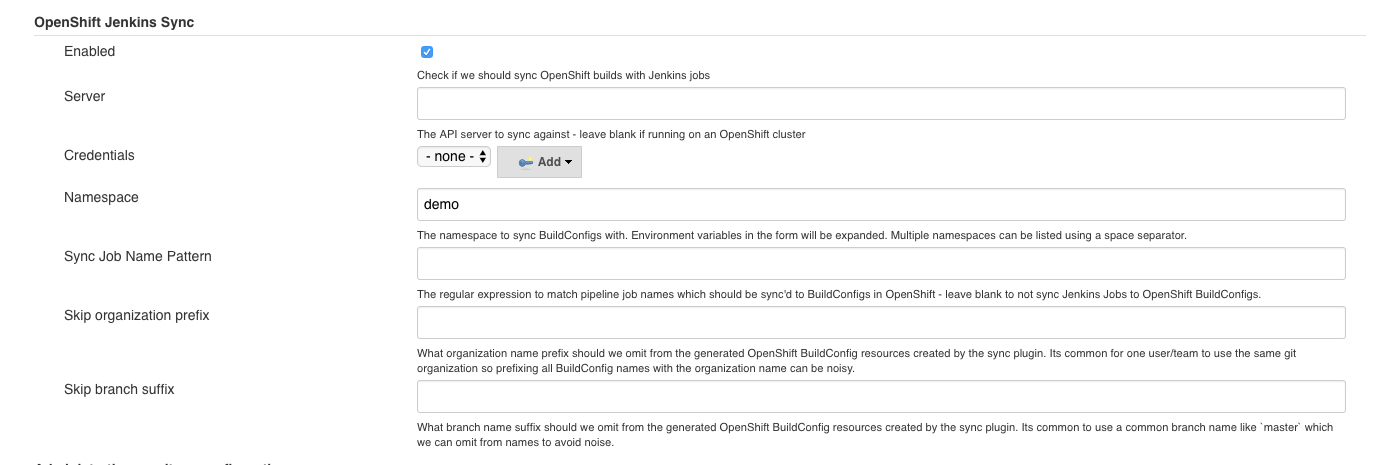 OpenShift Jenkins Sync
Enabled
Check if we should sync OpenShift builds with Jenkins jobs
Server
The API server to sync against - leave blank if running on an OpenShift cluster
Credentials
- none -
Add
Namespace
demo
The namespace to sync BuildConfigs with. Environment variables in the form will be expanded. Multiple namespaces can be listed using a space separator.
Sync Job Name Pattern
The regular expression to match pipeline job names which should be sync'd to BuildConfigs in OpenShift - leave blank to not sync Jenkins Jobs to OpenShift BuildConfigs.
Skip organization prefix
What organization name prefix should we omit from the generated OpenShift BuildConfig resources created by the sync plugin. Its common for one user/team to use the same git
organization so prefixing all BuildConfig names with the organization name can be noisy.
Skip branch suffix
What branch name suffix should we omit from the generated OpenShift BuildConfig resources created by the sync plugin. Its common to use a common branch name like `master` which
we can omit from names to avoid noise.